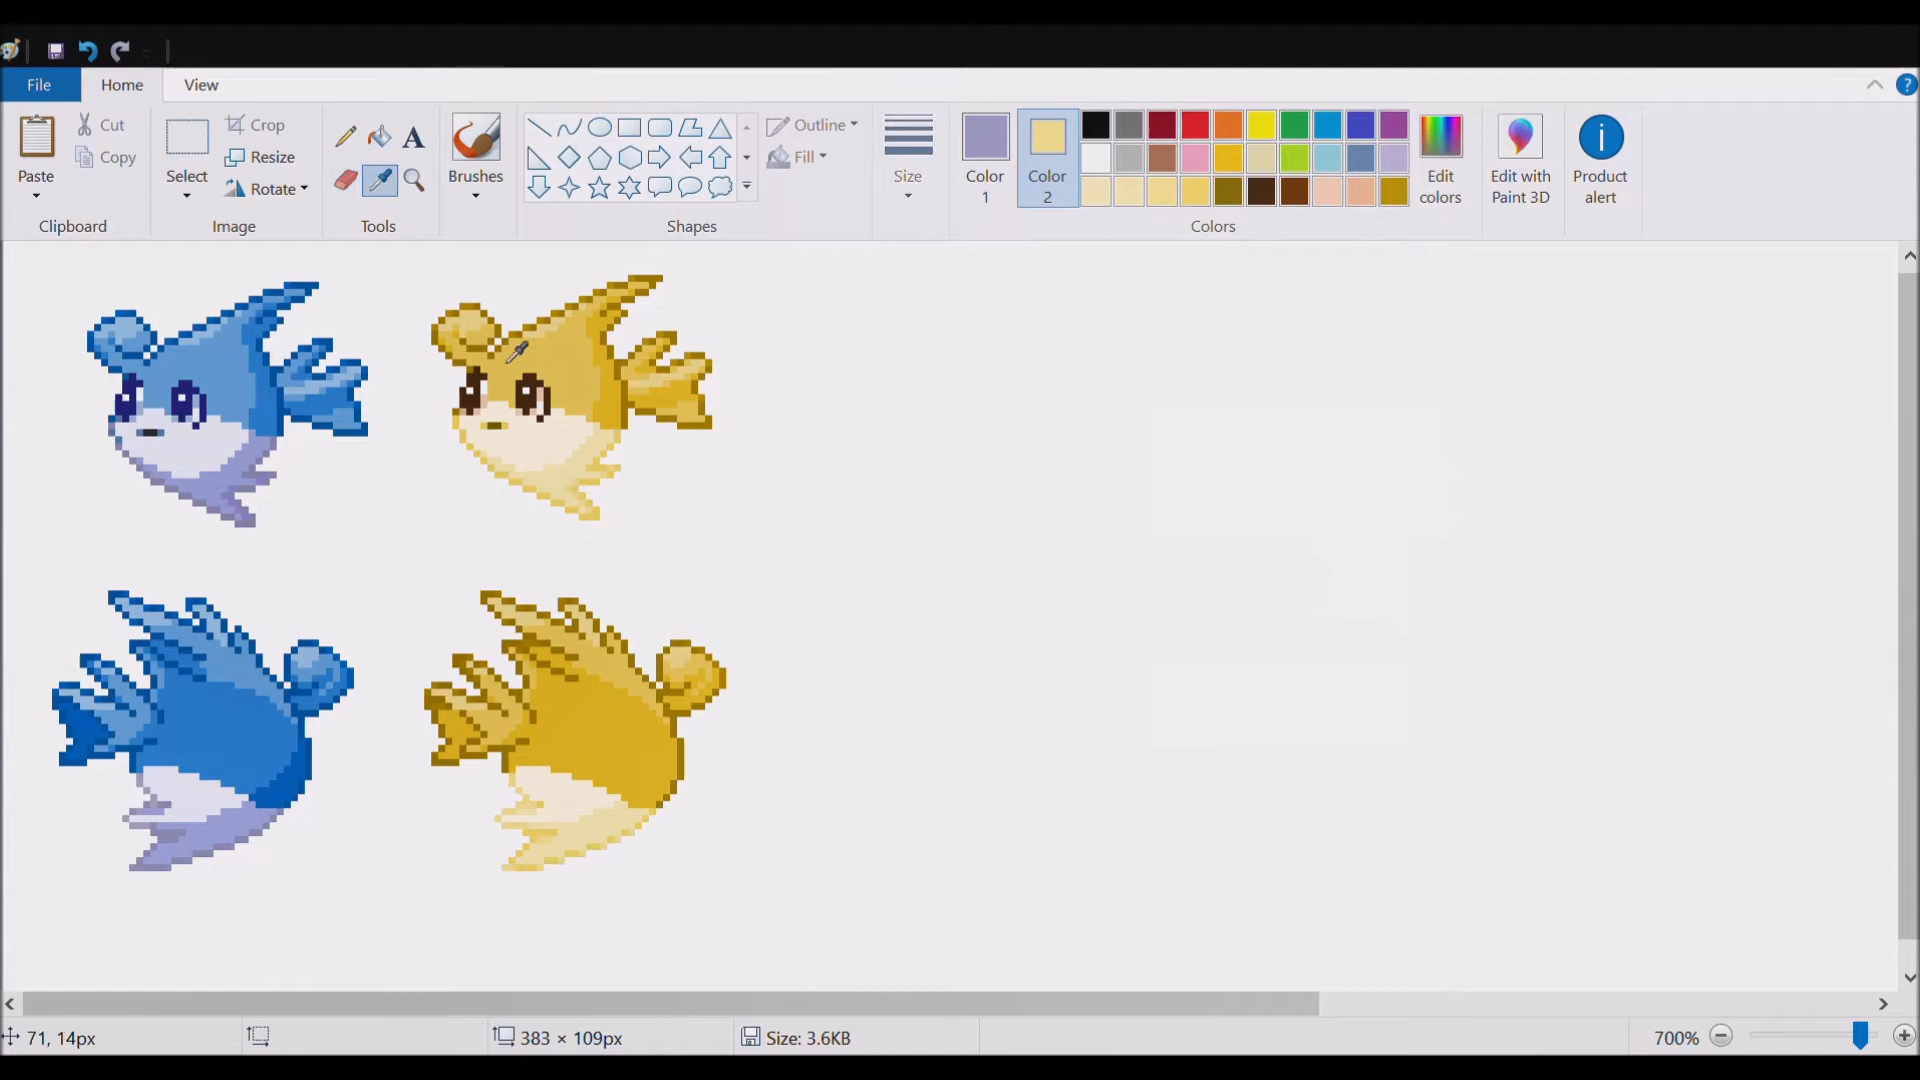 File Home View ?
Paste
Cut
Copy
Clipboard
Select
Crop
Resize
Rotate
Image
A
Tools
Brushes
Shapes
Outline
Fill
Size
Color
1
Color
2
Edit
colors
Colors
Edit with
Paint 3D
i
Product
alert
71, 14px
383 × 109px
Size: 3.6KB
700%